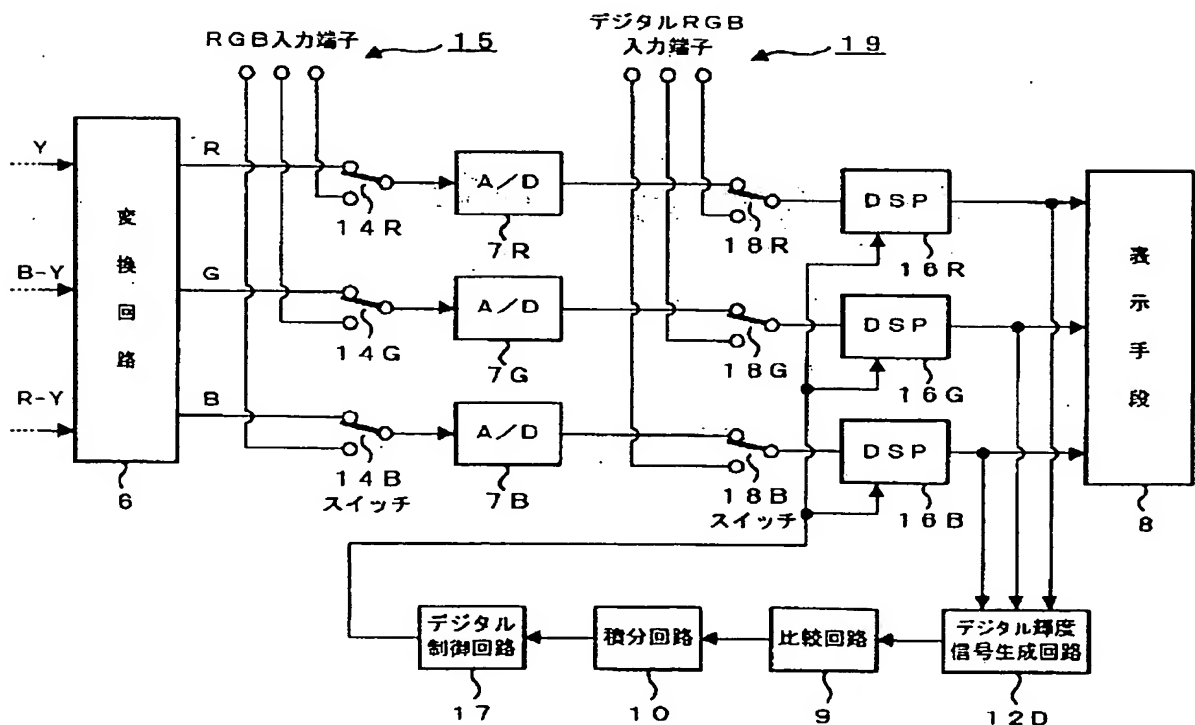 RGB入力端子
15
デジタルRGB
入力端子
19
Y
B-Y
R-Y
変換回路
6
R
G
B
14R
14G
14B
スイッチ
A/D
7R
A/D
7G
A/D
7B
18R
18G
18B
スイッチ
DSP
16R
DSP
16G
DSP
16B
表示手段
8
デジタル
制御回路
17
積分回路
10
比較回路
9
デジタル輝度
信号生成回路
12D